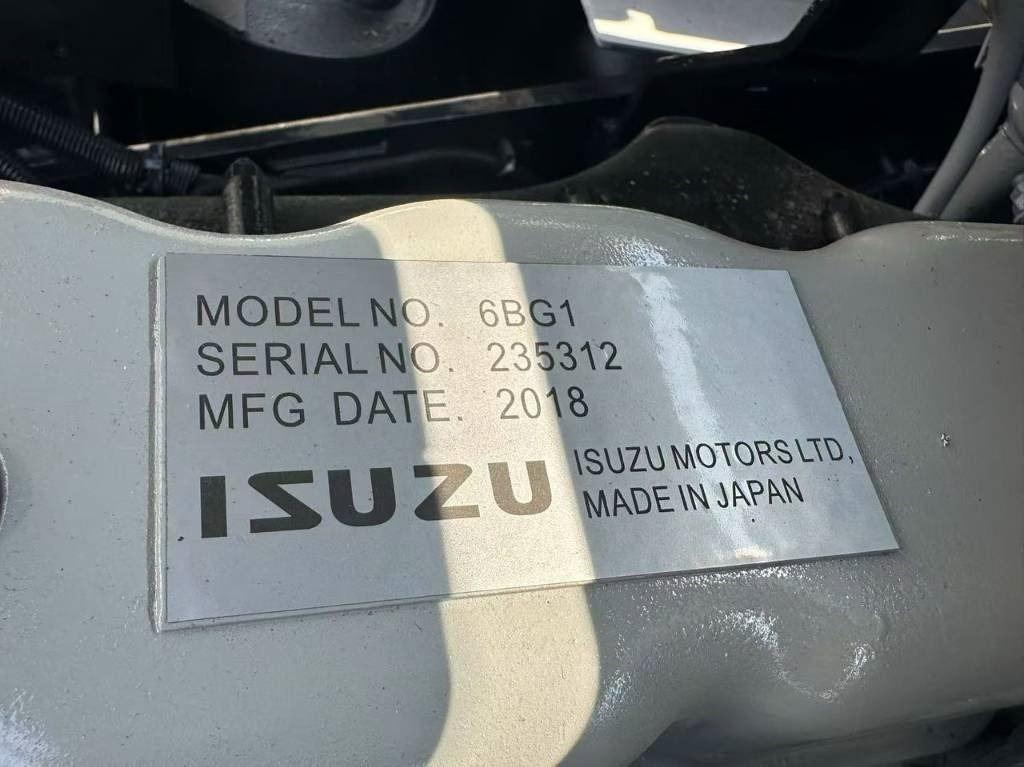 MODEL NO. 6BG1
SERIAL NO. 235312
MFG DATE. 2018
ISUZU
ISUZU MOTORS LTD,
MADE IN JAPAN